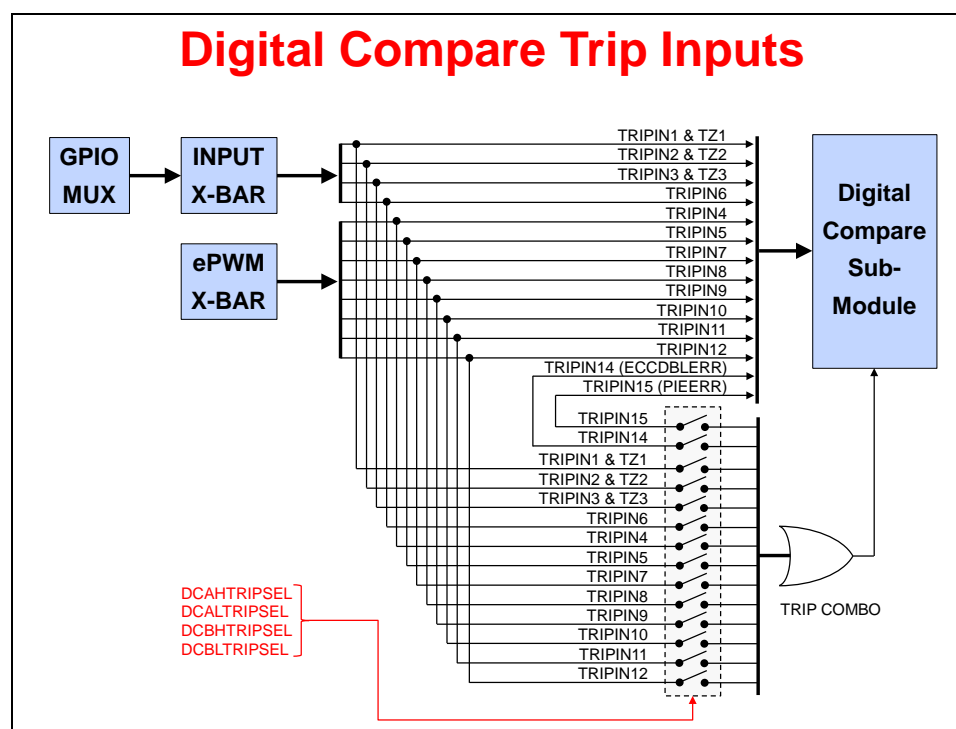 Digital Compare Trip Inputs
GPIO
MUX
INPUT
X-BAR
ePWM
X-BAR
TRIPIN1 & TZ1
TRIPIN2 & TZ2
TRIPIN3 & TZ3
TRIPIN6
TRIPIN4
TRIPIN5
TRIPIN7
TRIPIN8
TRIPIN9
TRIPIN10
TRIPIN11
TRIPIN12
TRIPIN14 (ECCDBLERR)
TRIPIN15 (PIEERR)
Digital
Compare
Sub-
Module
TRIPIN15
TRIPIN14
TRIPIN1 & TZ1
TRIPIN2 & TZ2
TRIPIN3 & TZ3
TRIPIN6
TRIPIN4
TRIPIN5
TRIPIN7
TRIPIN8
TRIPIN9
TRIPIN10
TRIPIN11
TRIPIN12
TRIP COMBO
DCAHTRIPSEL
DCALTRIPSEL
DCBHTRIPSEL
DCBLTRIPSEL